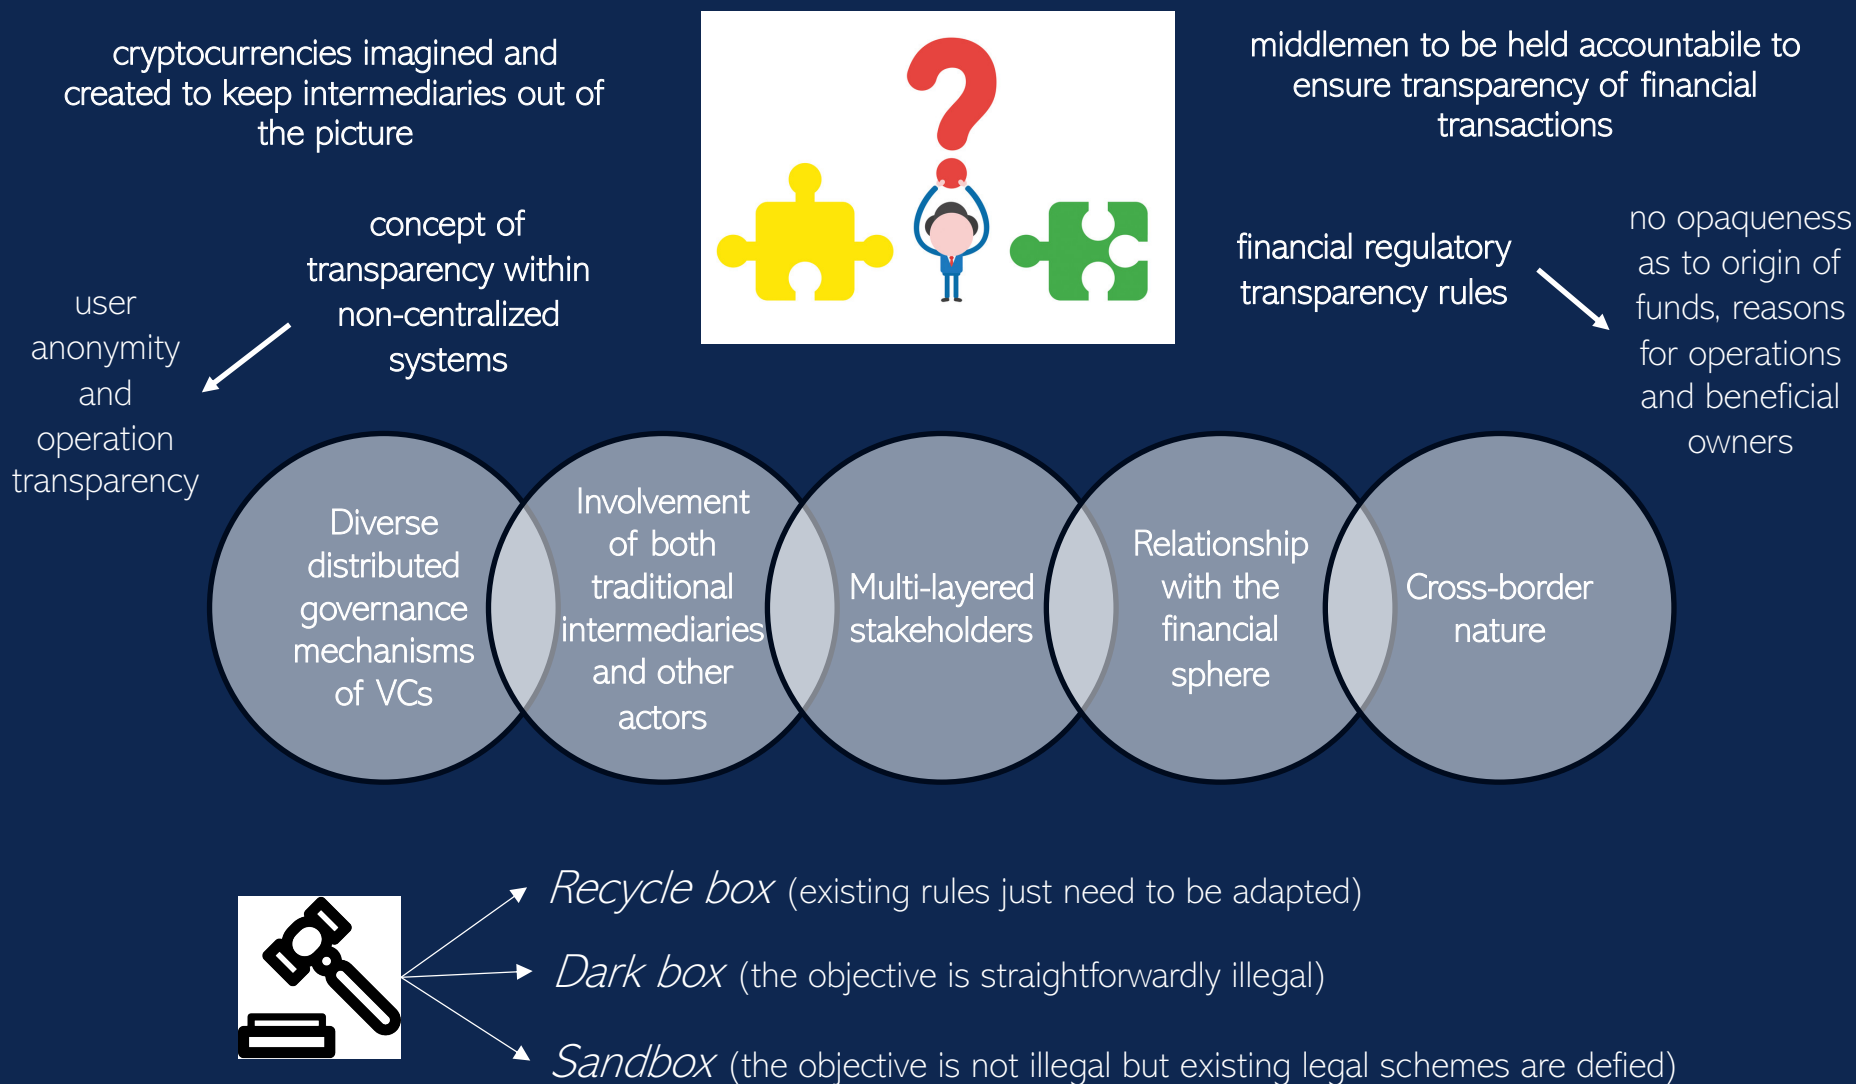 cryptocurrencies imagined and
created to keep intermediaries out of
the picture
middlemen to be held accountabile to
ensure transparency of financial
transactions
concept of
transparency within
non-centralized
systems
user
anonymity
and
operation
transparency
financial regulatory
transparency rules
no opaqueness
as to origin of
funds, reasons
for operations
and beneficial
owners
Diverse
distributed
governance
mechanisms
of VCs
Involvement
of both
traditional
intermediaries
and other
actors
Multi-layered
stakeholders
Relationship
with the
financial
sphere
Cross-border
nature
Recycle box (existing rules just need to be adapted)
Dark box (the objective is straightforwardly illegal)
Sandbox (the objective is not illegal but existing legal schemes are defied)